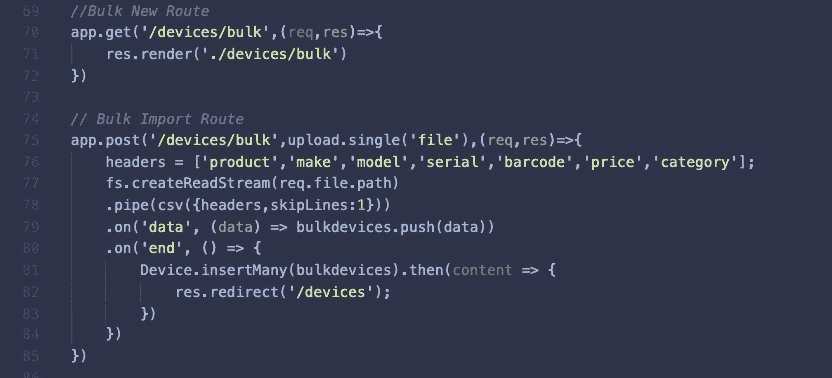 69 //Bulk New Route
70 app.get('/devices/bulk',(req,res)=>{
71     res.render('./devices/bulk')
72 })
73
74 // Bulk Import Route
75 app.post('/devices/bulk',upload.single('file'),(req,res)=>{
76     headers = ['product','make','model','serial','barcode','price','category'];
77     fs.createReadStream(req.file.path)
78     .pipe(csv({headers,skipLines:1}))
79     .on('data', (data) => bulkdevices.push(data))
80     .on('end', () => {
81         Device.insertMany(bulkdevices).then(content => {
82             res.redirect('/devices');
83         })
84     })
85 })
86